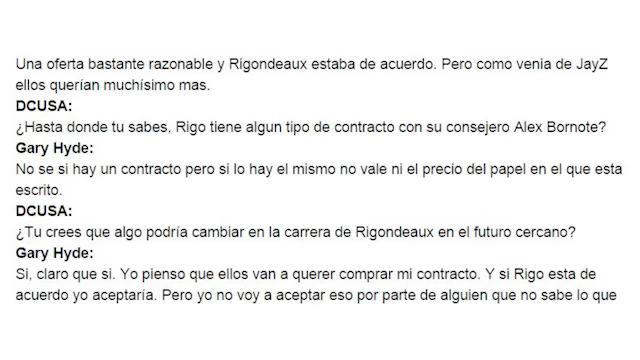 Una oferta bastante razonable y Rigondeaux estaba de acuerdo. Pero como venia de JayZ
ellos querían muchísimo mas.
DCUSA:
¿Hasta donde tu sabes, Rigo tiene algun tipo de contracto con su consejero Alex Bornote?
Gary Hyde:
No se si hay un contracto pero si lo hay el mismo no vale ni el precio del papel en el que esta
escrito.
DCUSA:
¿Tu crees que algo podría cambiar en la carrera de Rigondeaux en el futuro cercano?
Gary Hyde:
Si, claro que si. Yo pienso que ellos van a querer comprar mi contracto. Y si Rigo esta de
acuerdo yo aceptaría. Pero yo no voy a aceptar eso por parte de alguien que no sabe lo que